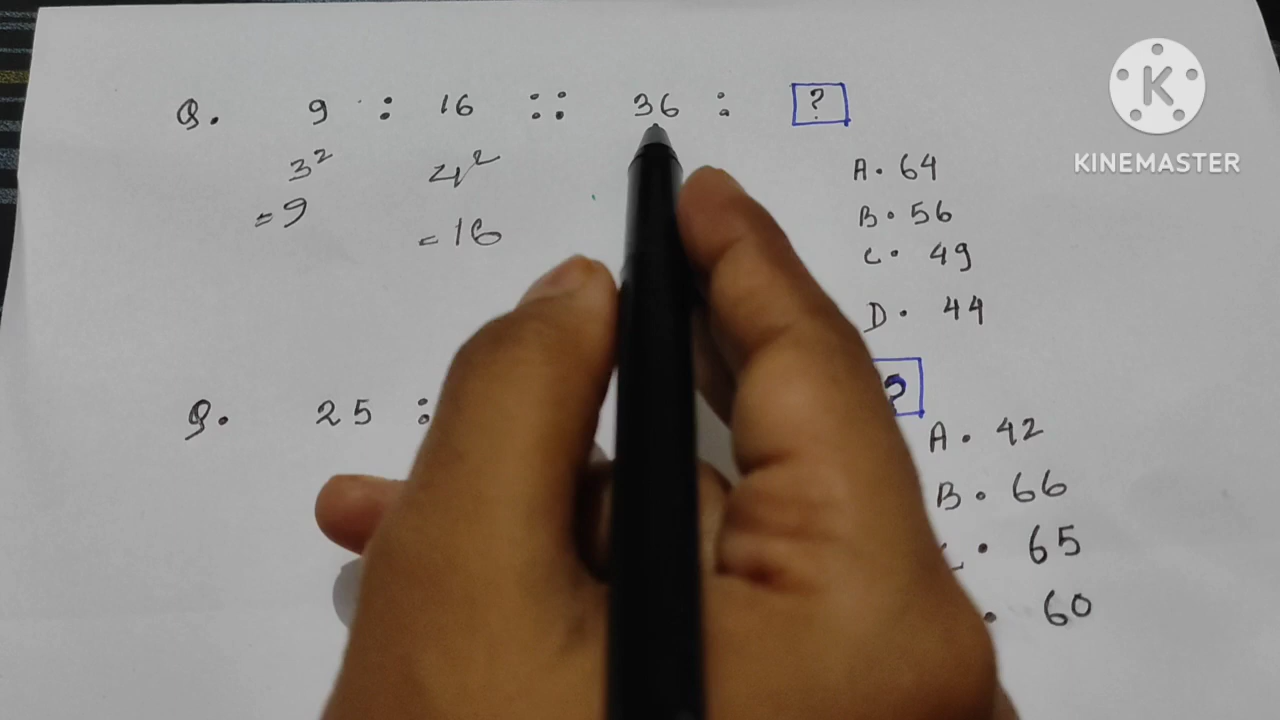 Q. 9 : 16 :: 36 : ?
3² 4²
= 9 = 16
A. 64
B. 56
C. 49
D. 44
Q. 25 : ?
A. 42
B. 66
. 65
. 60
KINEMASTER